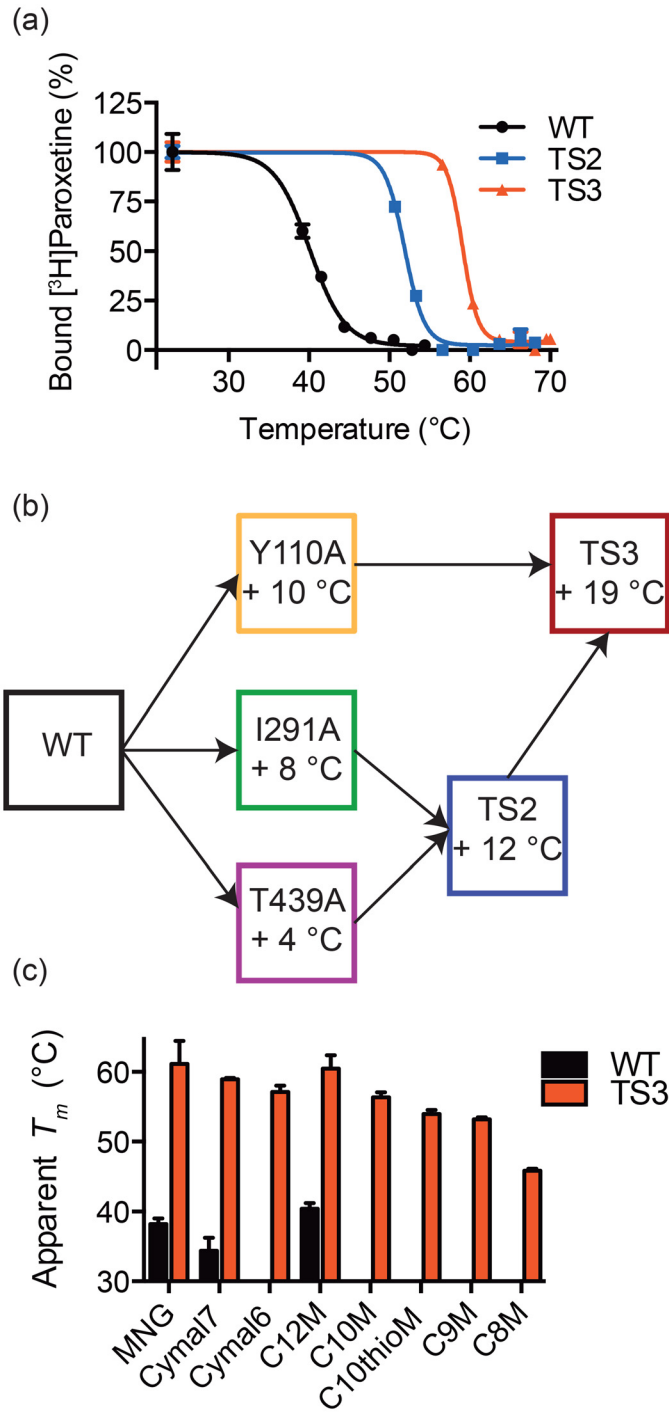 (a)
Bound [³H]Paroxetine (%)
125
100
75
50
25
0
30
40
50
60
70
Temperature (°C)
WT
TS2
TS3
(b)
WT
Y110A
+ 10 °C
I291A
+ 8 °C
T439A
+ 4 °C
TS2
+ 12 °C
TS3
+ 19 °C
(c)
Apparent Tm (°C)
60
50
40
30
MNG
Cymal7
Cymal6
C12M
C10M
C10thioM
C9M
C8M
WT
TS3